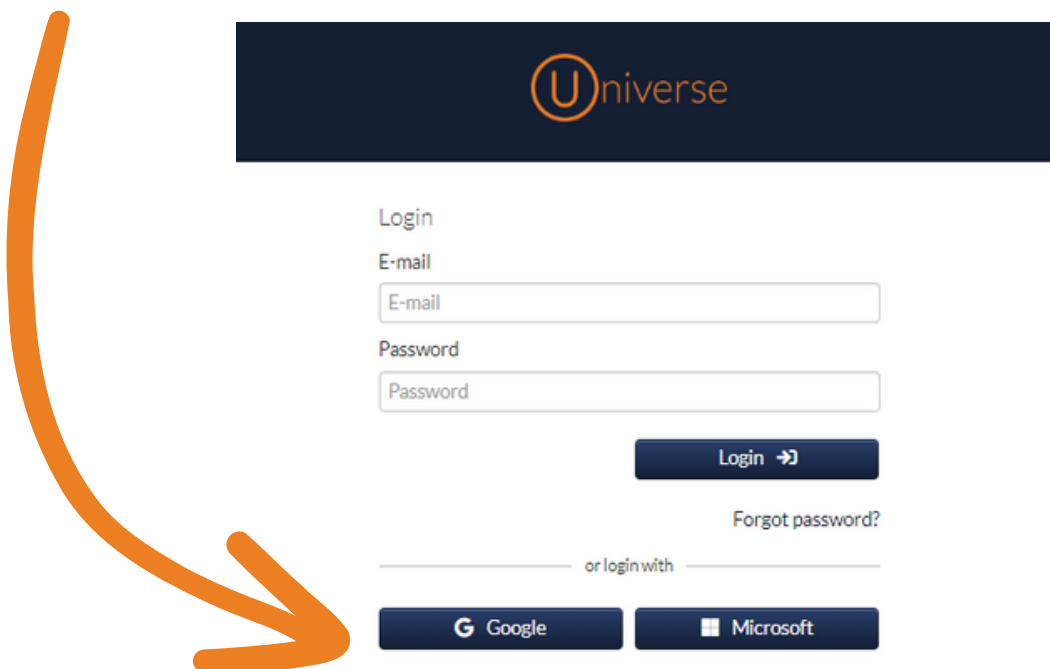 Universe
Login
E-mail
E-mail
Password
Password
Login
Forgot password?
or login with
Google
Microsoft